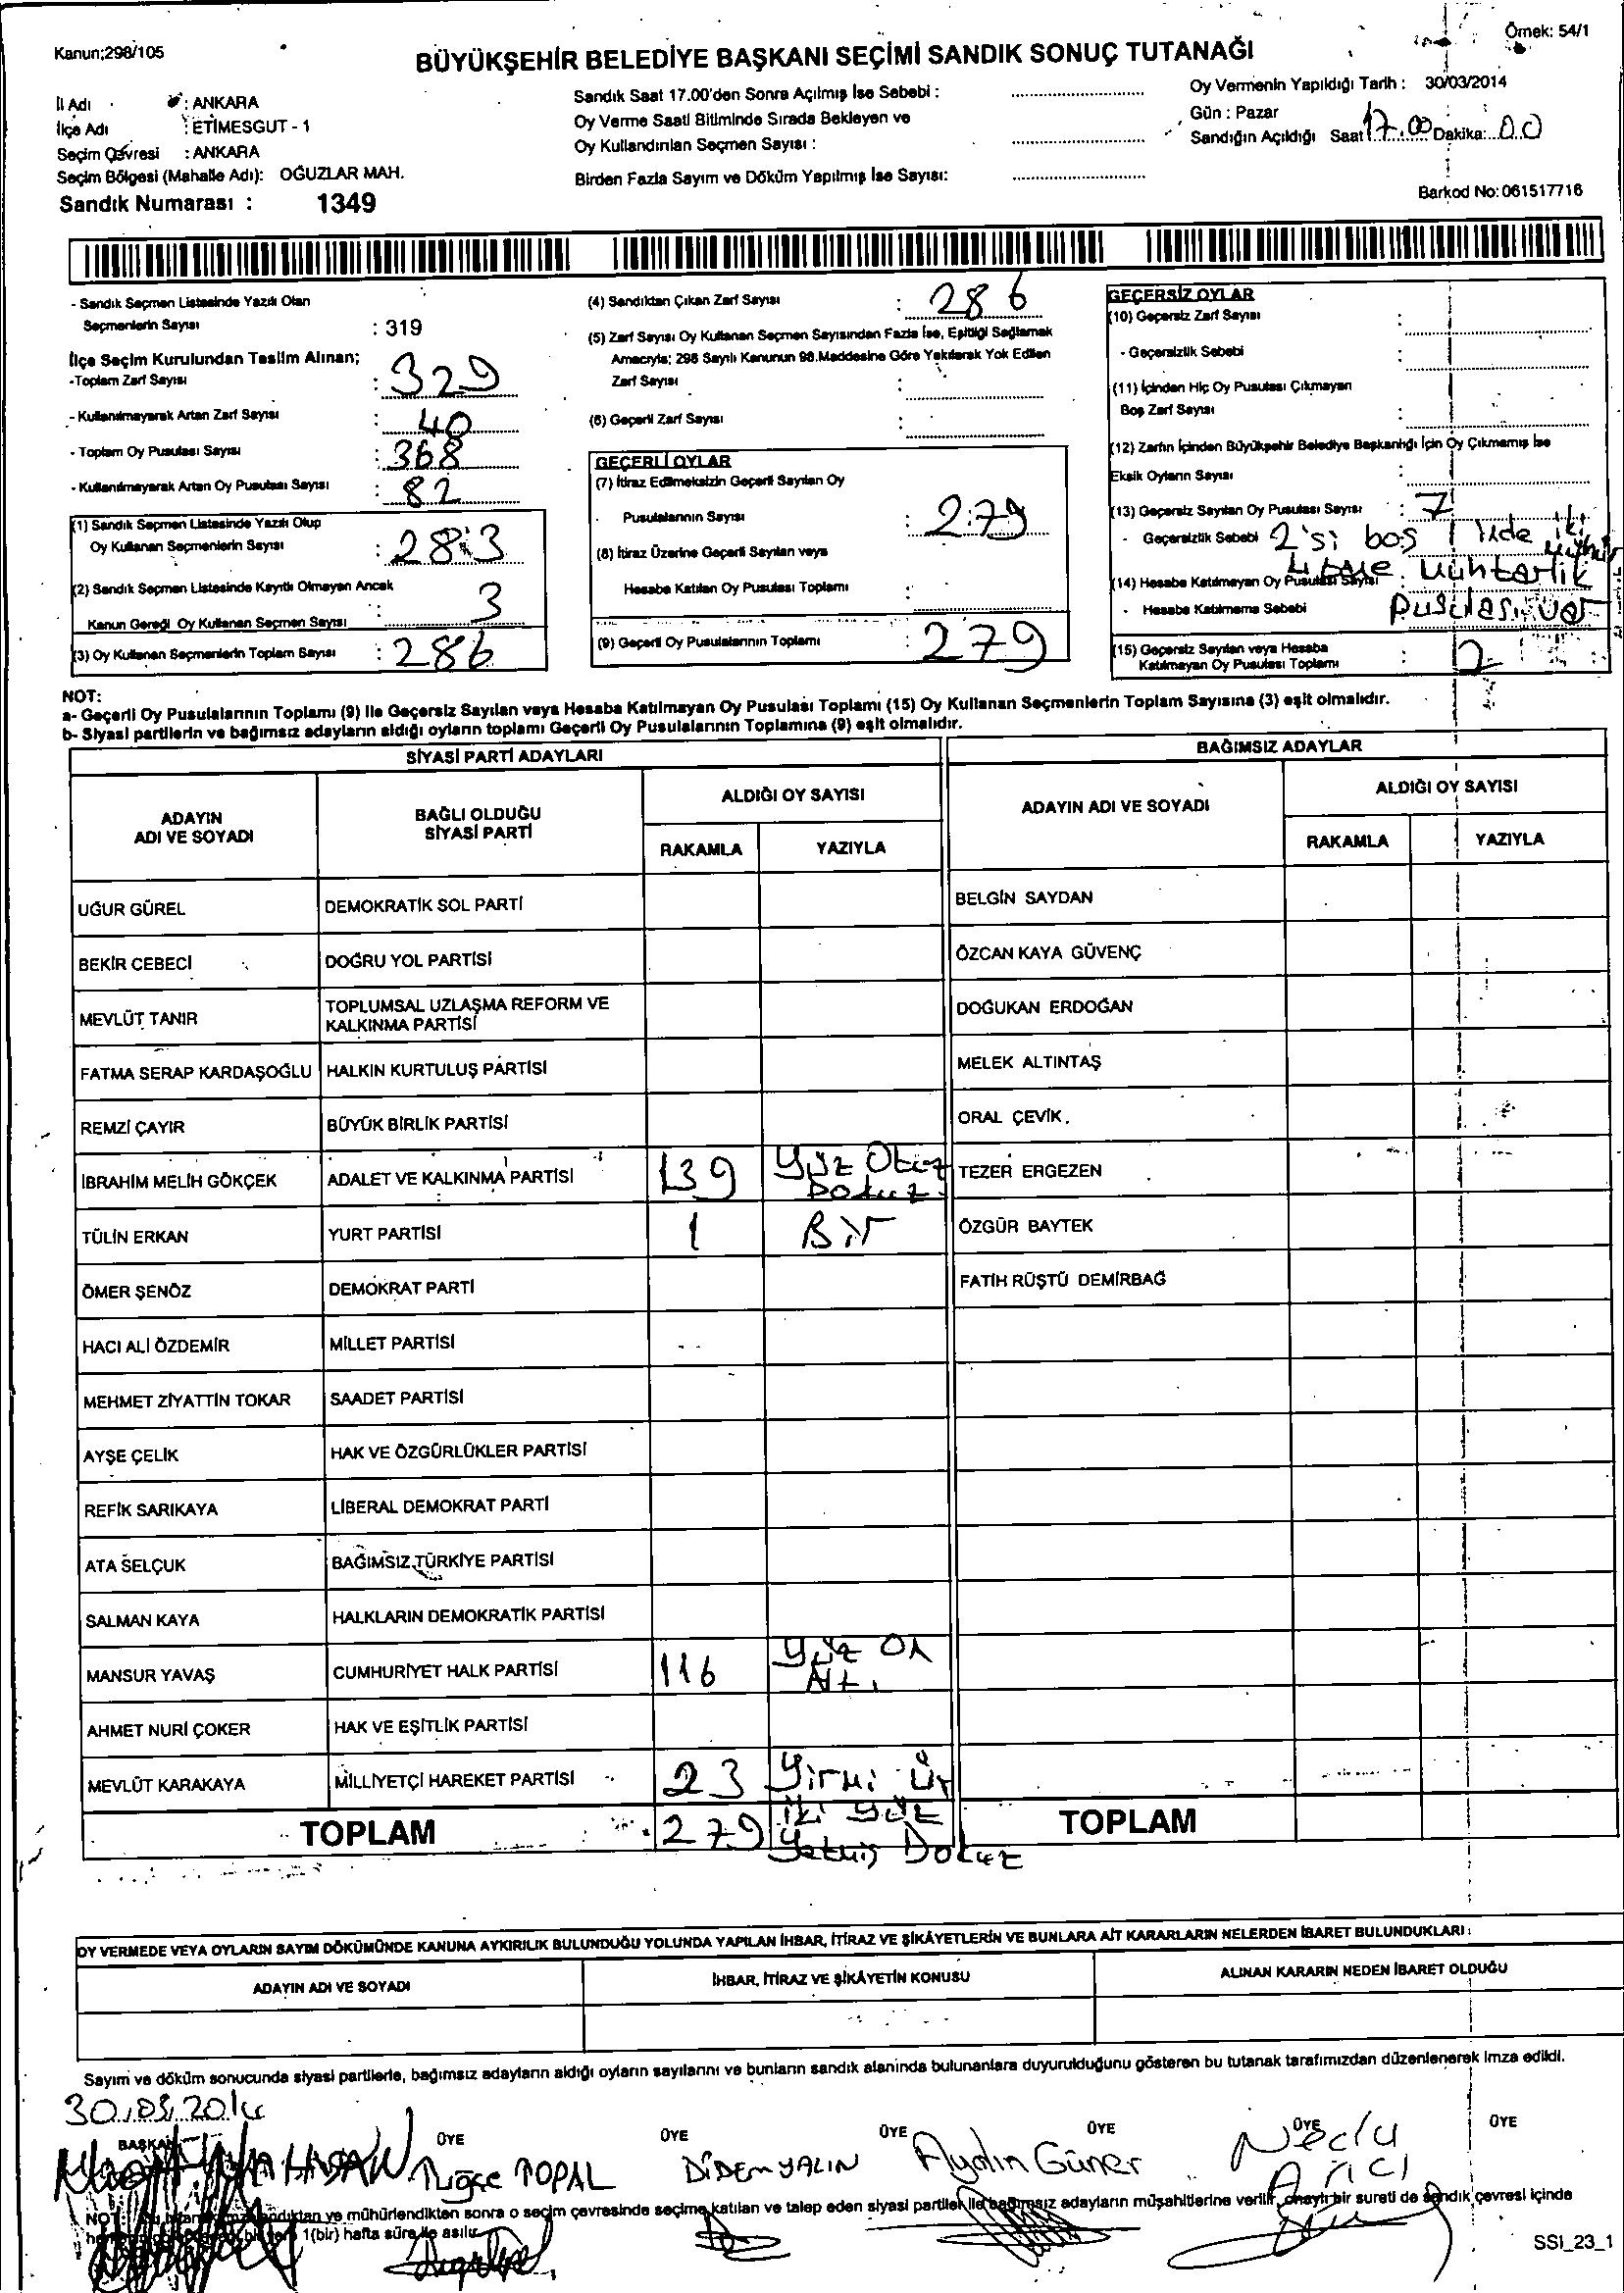 Kanun;298/105
Örnek: 54/1
BÜYÜKŞEHİR BELEDİYE BAŞKANI SEÇİMİ SANDIK SONUÇ TUTANAĞI
İl Adı : ANKARA
İlçe Adı : ETİMESGUT - 1
Seçim Çevresi : ANKARA
Seçim Bölgesi (Mahalle Adı): OĞUZLAR MAH.
Sandık Numarası : 1349
Sandık Saat 17.00'den Sonra Açılmış İse Sebebi :
Oy Verme Saati Bitiminde Sırada Bekleyen ve
Oy Kullandırılan Seçmen Sayısı :
Birden Fazla Sayım ve Döküm Yapılmış İse Sayısı:
Oy Vermenin Yapıldığı Tarih : 30/03/2014
Gün : Pazar
Sandığın Açıldığı Saat 17.00 Dakika: 00
Barkod No: 061517716
- Sandık Seçmen Listesinde Yazılı Olan
Seçmenlerin Sayısı : 319
İlçe Seçim Kurulundan Teslim Alınan;
-Toplam Zarf Sayısı : 329
- Kullanılmayarak Artan Zarf Sayısı : 40
- Toplam Oy Pusulası Sayısı : 368
- Kullanılmayarak Artan Oy Pusulası Sayısı : 82
(1) Sandık Seçmen Listesinde Yazılı Olup
Oy Kullanan Seçmenlerin Sayısı : 283
(2) Sandık Seçmen Listesinde Kayıtlı Olmayan Ancak
Kanun Gereği Oy Kullanan Seçmen Sayısı : 3
(3) Oy Kullanan Seçmenlerin Toplam Sayısı : 286
(4) Sandıktan Çıkan Zarf Sayısı : 286
(5) Zarf Sayısı Oy Kullanan Seçmen Sayısından Fazla İse, Eşitliği Sağlamak
Amacıyla; 298 Sayılı Kanunun 98.Maddesine Göre Yakılarak Yok Edilen
Zarf Sayısı :
(6) Geçerli Zarf Sayısı :
GEÇERLİ OYLAR
(7) İtiraz Edilmeksizin Geçerli Sayılan Oy
Pusulalarının Sayısı : 279
(8) İtiraz Üzerine Geçerli Sayılan veya
Hesaba Katılan Oy Pusulası Toplamı :
(9) Geçerli Oy Pusulalarının Toplamı : 279
GEÇERSİZ OYLAR
(10) Geçersiz Zarf Sayısı :
- Geçersizlik Sebebi :
(11) İçinden Hiç Oy Pusulası Çıkmayan
Boş Zarf Sayısı :
(12) Zarfın İçinden Büyükşehir Belediye Başkanlığı İçin Oy Çıkmamış İse
Eksik Oyların Sayısı :
(13) Geçersiz Sayılan Oy Pusulası Sayısı : 7
- Geçersizlik Sebebi 2'si boş 1 'ilde iki
(14) Hesaba Katılmayan Oy Pusulası Sayısı : muhtarlik
- Hesaba Katılmama Sebebi pusulası var
(15) Geçersiz Sayılan veya Hesaba
Katılmayan Oy Pusulası Toplamı :
NOT:
a- Geçerli Oy Pusulalarının Toplamı (9) ile Geçersiz Sayılan veya Hesaba Katılmayan Oy Pusulası Toplamı (15) Oy Kullanan Seçmenlerin Toplam Sayısına (3) eşit olmalıdır.
b- Siyasi partilerin ve bağımsız adayların aldığı oyların toplamı Geçerli Oy Pusulalarının Toplamına (9) eşit olmalıdır.
SİYASİ PARTİ ADAYLARI
BAĞIMSIZ ADAYLAR
ADAYIN ADI VE SOYADI
BAĞLI OLDUĞU SİYASİ PARTİ
ALDIĞI OY SAYISI
RAKAMLA YAZIYLA
ADAYIN ADI VE SOYADI
ALDIĞI OY SAYISI
RAKAMLA YAZIYLA
UĞUR GÜREL DEMOKRATİK SOL PARTİ BELGİN SAYDAN
BEKİR CEBECİ DOĞRU YOL PARTİSİ ÖZCAN KAYA GÜVENÇ
MEVLÜT TANIR TOPLUMSAL UZLAŞMA REFORM VE KALKINMA PARTİSİ DOĞUKAN ERDOĞAN
FATMA SERAP KARDAŞOĞLU HALKIN KURTULUŞ PARTİSİ MELEK ALTINTAŞ
REMZİ ÇAYIR BÜYÜK BİRLİK PARTİSİ ORAL ÇEVİK
İBRAHİM MELİH GÖKÇEK ADALET VE KALKINMA PARTİSİ 139 Yüz Otuz Dokuz TEZER ERGEZEN
TÜLİN ERKAN YURT PARTİSİ 1 Bir ÖZGÜR BAYTEK
ÖMER ŞENÖZ DEMOKRAT PARTİ FATİH RÜŞTÜ DEMİRBAĞ
HACI ALİ ÖZDEMİR MİLLET PARTİSİ
MEHMET ZİYATTİN TOKAR SAADET PARTİSİ
AYŞE ÇELİK HAK VE ÖZGÜRLÜKLER PARTİSİ
REFİK SARIKAYA LİBERAL DEMOKRAT PARTİ
ATA SELÇUK BAĞIMSIZ TÜRKİYE PARTİSİ
SALMAN KAYA HALKLARIN DEMOKRATİK PARTİSİ
MANSUR YAVAŞ CUMHURİYET HALK PARTİSİ 116 Yüz On Altı
AHMET NURİ ÇOKER HAK VE EŞİTLİK PARTİSİ
MEVLÜT KARAKAYA MİLLİYETÇİ HAREKET PARTİSİ 23 Yirmi Üç
TOPLAM 279 İki Yüz Yetmiş Dokuz TOPLAM
OY VERMEDE VEYA OYLARIN SAYIM DÖKÜMÜNDE KANUNA AYKIRILIK BULUNDUĞU YOLUNDA YAPILAN İHBAR, İTİRAZ VE ŞİKÂYETLERİN VE BUNLARA AİT KARARLARIN NELERDEN İBARET BULUNDUKLARI :
ADAYIN ADI VE SOYADI İHBAR, İTİRAZ VE ŞİKÂYETİN KONUSU ALINAN KARARIN NEDEN İBARET OLDUĞU
Sayım ve döküm sonucunda siyasi partilerle, bağımsız adayların aldığı oyların sayılarını ve bunların sandık alanında bulunanlara duyurulduğunu gösteren bu tutanak tarafımızdan düzenlenerek imza edildi.
30.03.2014
BAŞKAN ÜYE ÜYE ÜYE ÜYE ÜYE ÜYE
Tuğçe TOPAL DİDEM YALIN Aydın Güner Necla Arıcı
sonra o seçim çevresinde seçime katılan ve talep eden siyasi partiler ile bağımsız adayların müşahitlerine verilir, onaylı bir sureti de sandık çevresi içinde
1(bir) hafta süre ile asılır.
SSI_23_1